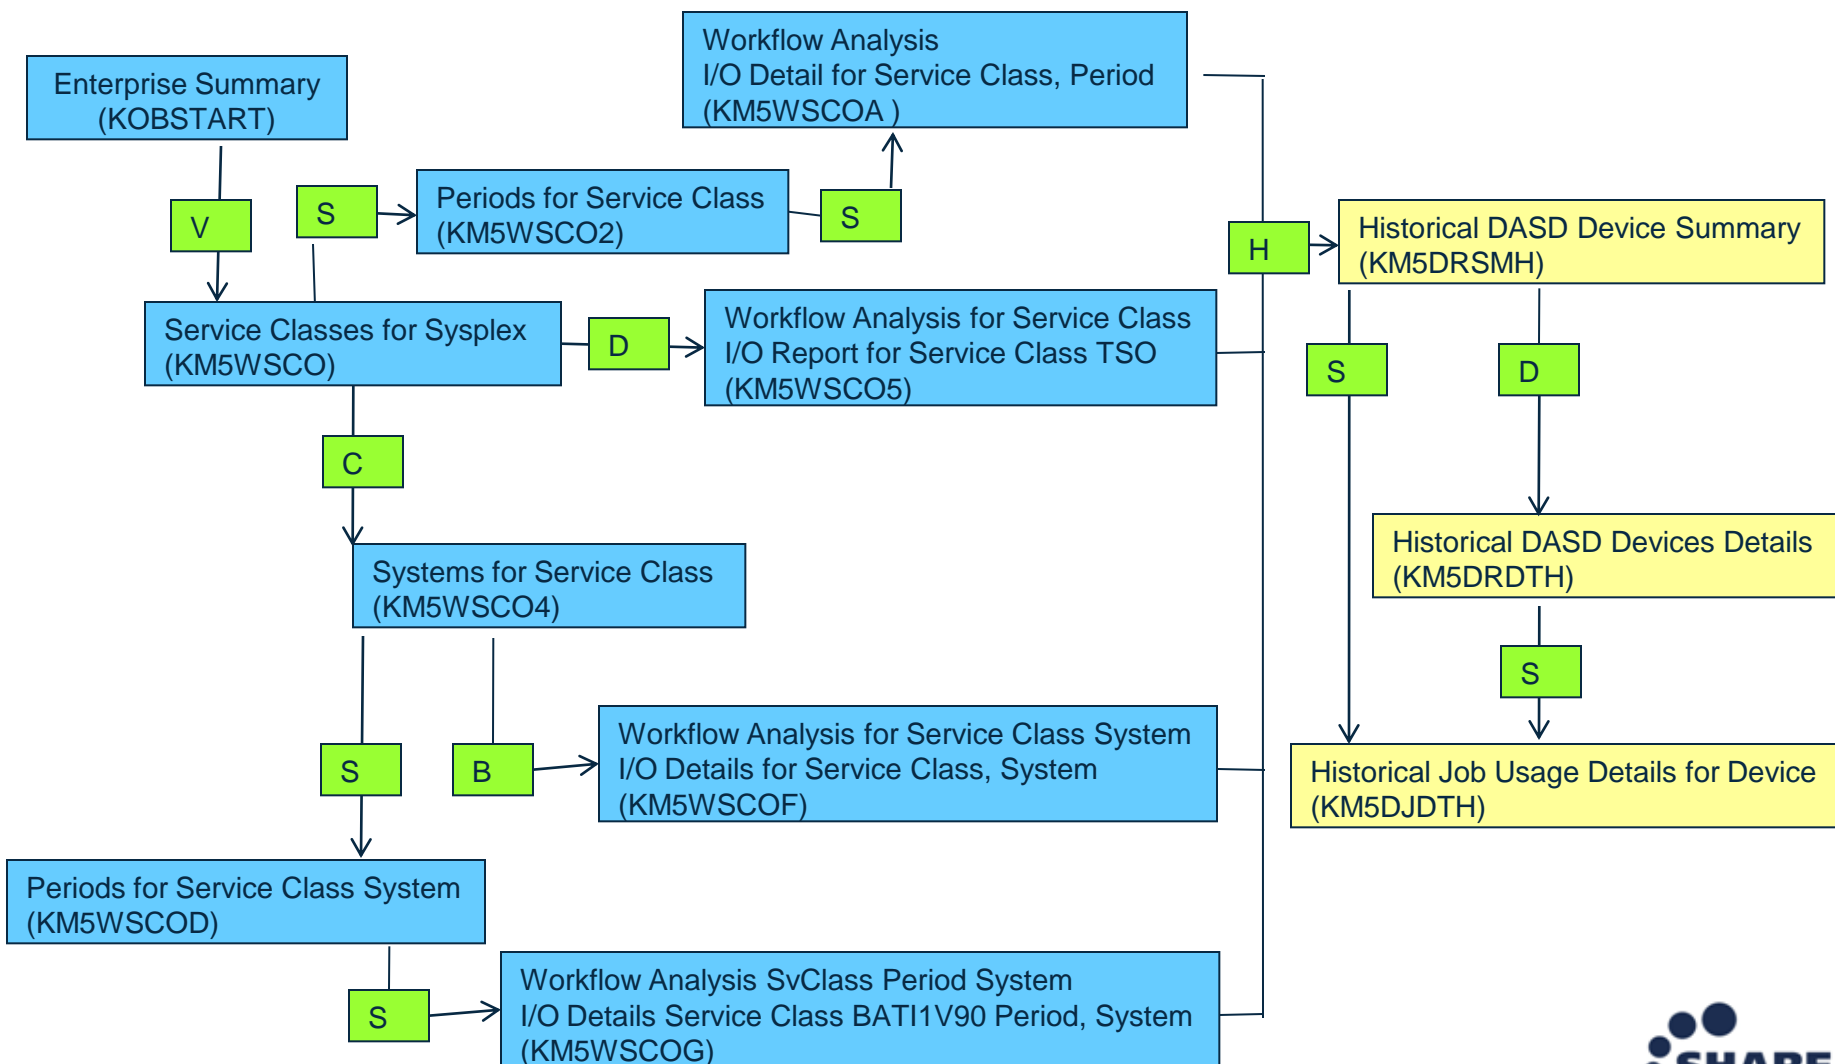 Workflow Analysis
I/O Detail for Service Class, Period
(KM5WSCOA )
Enterprise Summary
(KOBSTART)
V
S
Periods for Service Class
(KM5WSCO2)
S
H
Historical DASD Device Summary
(KM5DRSMH)
Service Classes for Sysplex
(KM5WSCO)
D
Workflow Analysis for Service Class
I/O Report for Service Class TSO
(KM5WSCO5)
S
D
C
Historical DASD Devices Details
(KM5DRDTH)
Systems for Service Class
(KM5WSCO4)
S
S
B
Workflow Analysis for Service Class System
I/O Details for Service Class, System
(KM5WSCOF)
Historical Job Usage Details for Device
(KM5DJDTH)
Periods for Service Class System
(KM5WSCOD)
S
Workflow Analysis SvClass Period System
I/O Details Service Class BATI1V90 Period, System
(KM5WSCOG)
SHARE